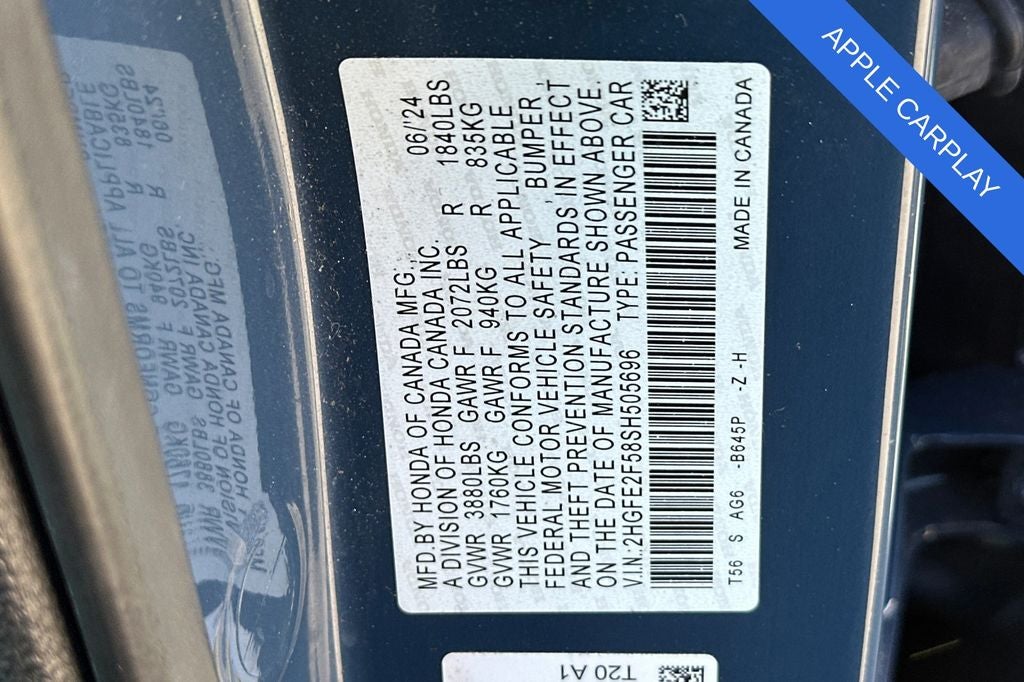 MFD.BY HONDA OF CANADA MFG., 06/'24
A DIVISION OF HONDA CANADA INC.
GVWR 3880LBS GAWR F 2072LBS R 1840LBS
GVWR 1760KG GAWR F 940KG R 835KG
THIS VEHICLE CONFORMS TO ALL APPLICABLE
FEDERAL MOTOR VEHICLE SAFETY , BUMPER ,
AND THEFT PREVENTION STANDARDS IN EFFECT
ON THE DATE OF MANUFACTURE SHOWN ABOVE.
V.I.N.:2HGFE2F58SH505696 TYPE: PASSENGER CAR
T56 S AG6 -B645P -Z -H MADE IN CANADA
T20 A1
APPLE CARPLAY